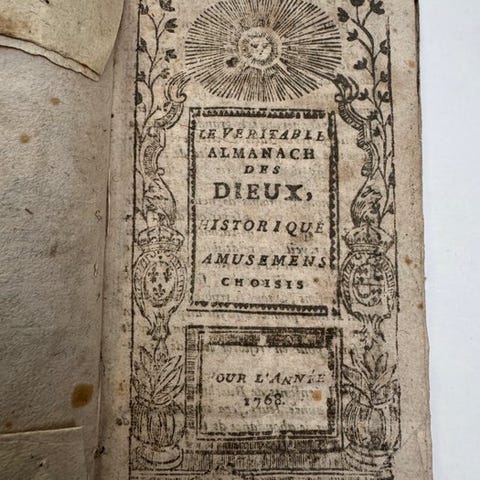 LE VERITABLE
ALMANACH
DES
DIEUX,
HISTORIQUE
AMUSEMENS
CHOISIS
POUR L'ANNÉE
1768.